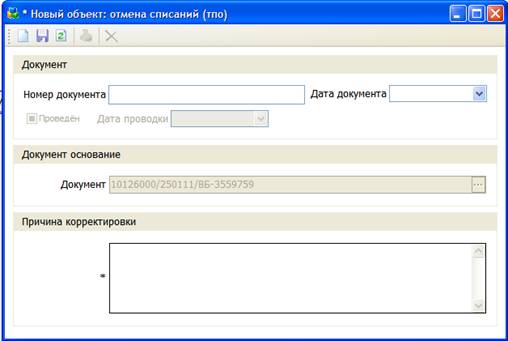 * Новый объект: отмена списаний (тпо)
Документ
Номер документа Дата документа
Проведён Дата проводки
Документ основание
Документ 10126000/250111/ВБ-3559759 ...
Причина корректировки
*